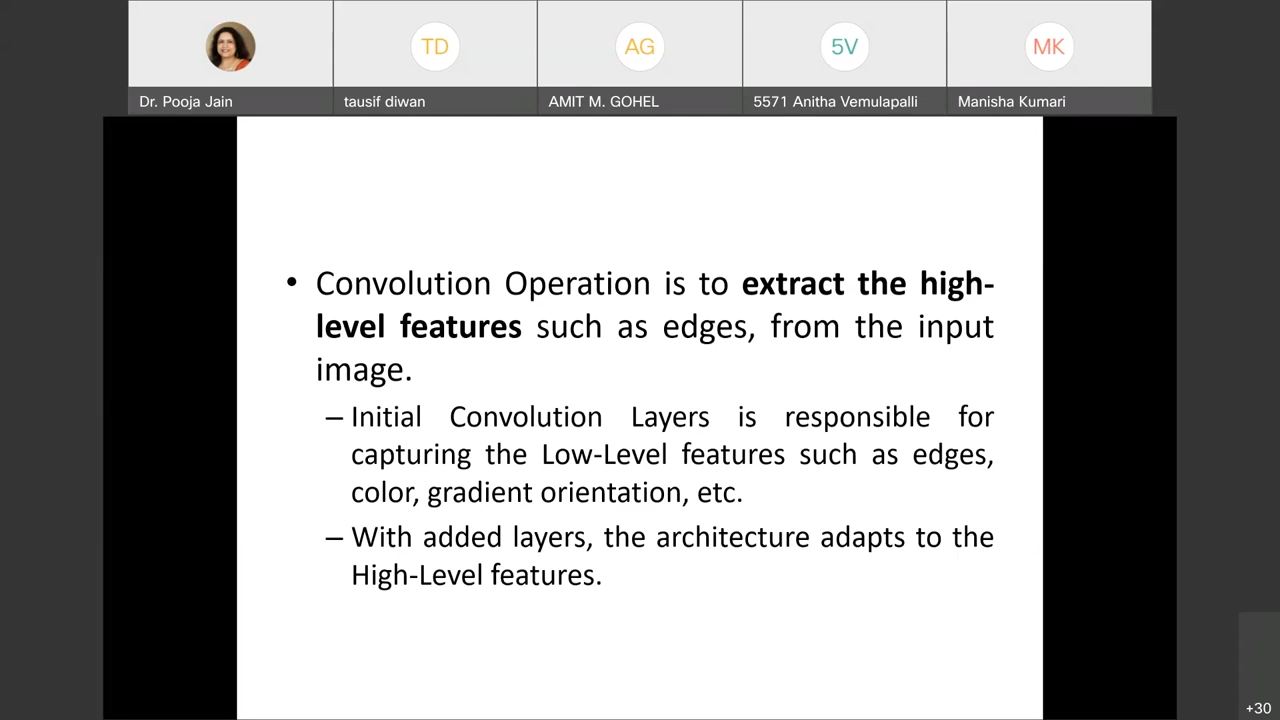 TD
AG
5V
MK
Dr. Pooja Jain
tausif diwan
AMIT M. GOHEL
5571 Anitha Vemulapalli
Manisha Kumari
• Convolution Operation is to extract the high-
level features such as edges, from the input
image.
– Initial Convolution Layers is responsible for
capturing the Low-Level features such as edges,
color, gradient orientation, etc.
– With added layers, the architecture adapts to the
High-Level features.
+30